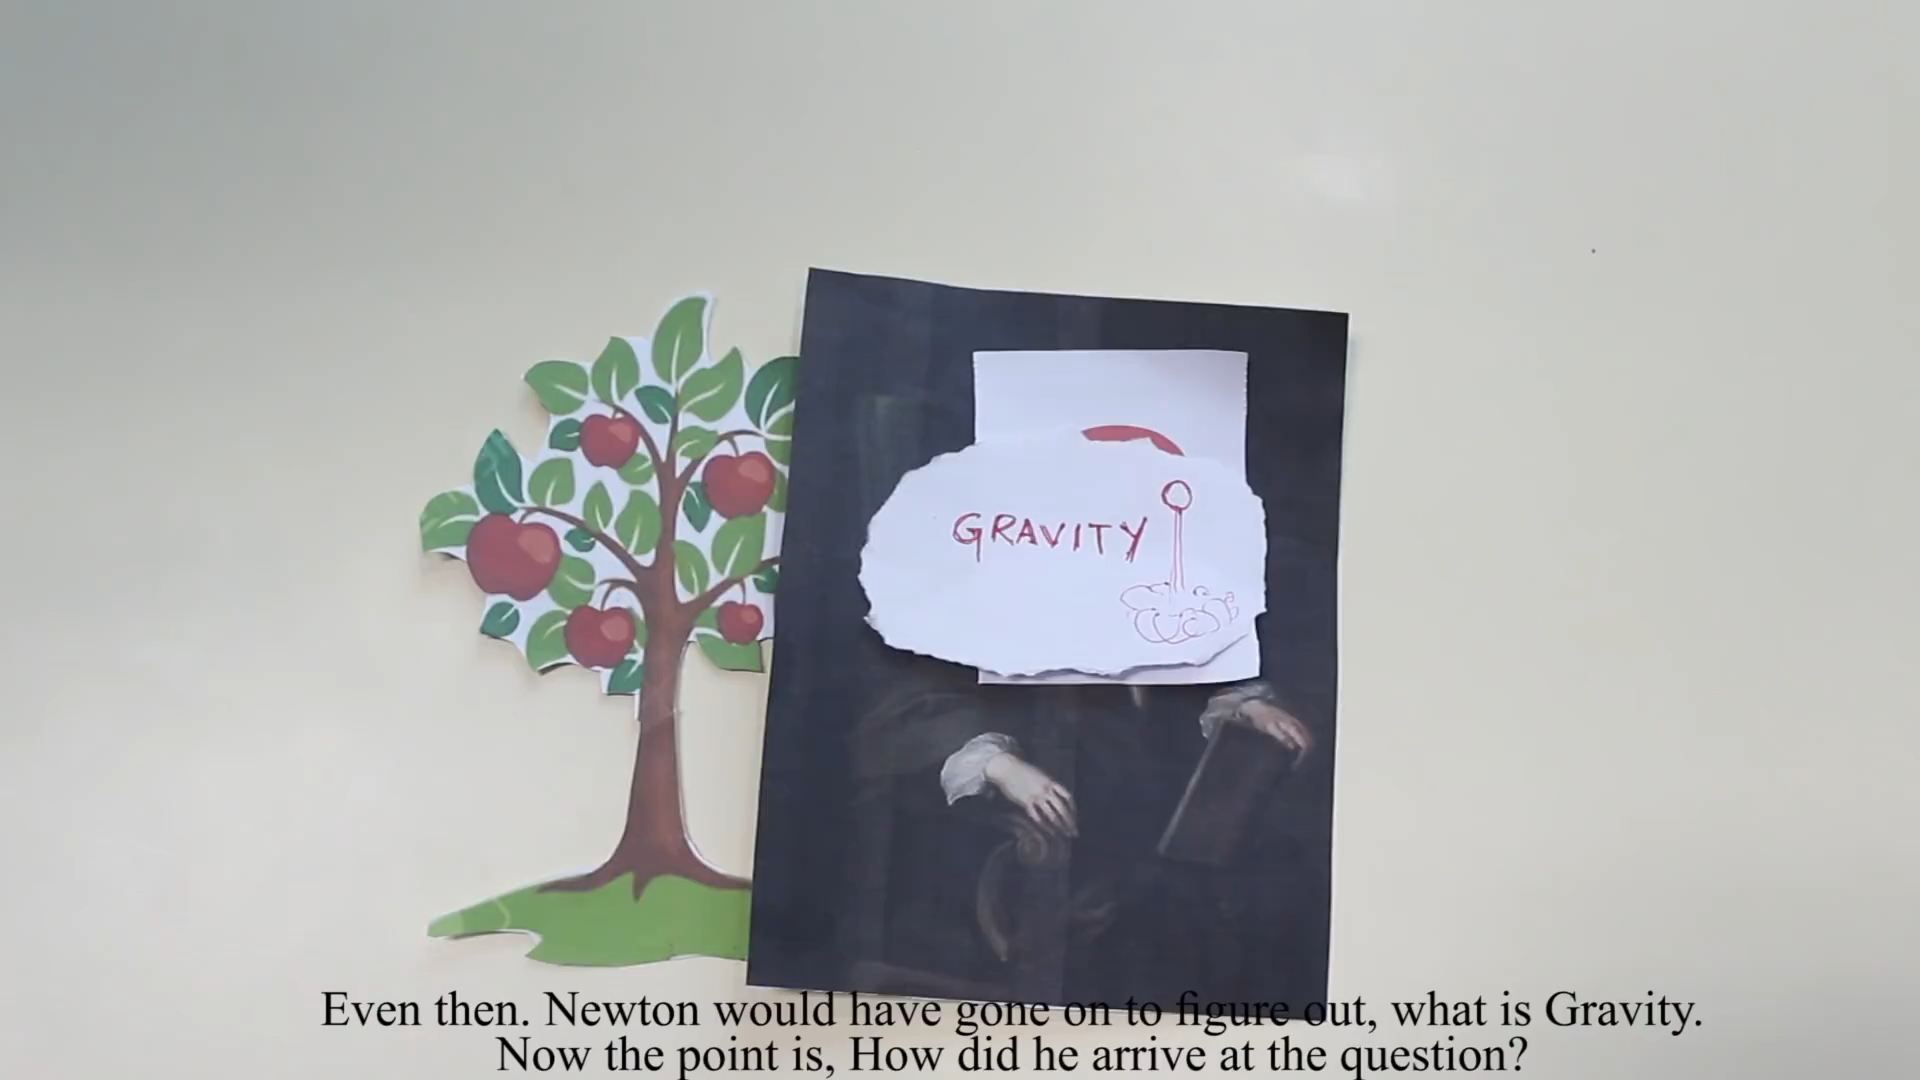 GRAVITY
Even then. Newton would have gone on to figure out, what is Gravity.
Now the point is, How did he arrive at the question?